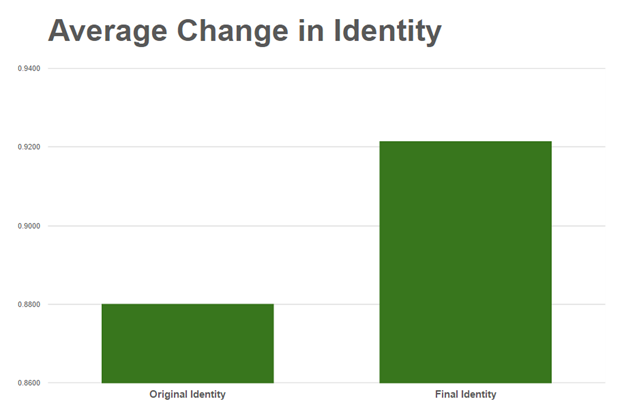 Average Change in Identity
0.9400
0.9200
0.9000
0.8800
0.8600
Original Identity Final Identity